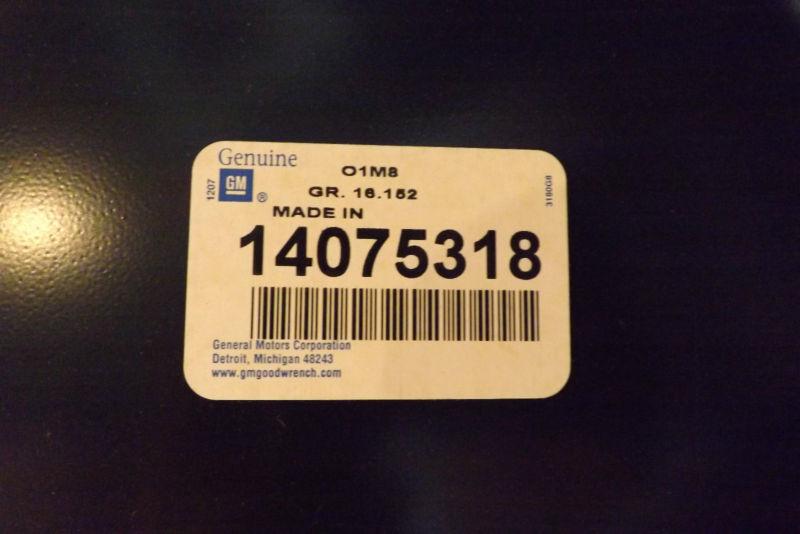 Genuine
O1M8
1207
GM
®
GR. 16.152
3180G8
MADE IN
14075318
General Motors Corporation
Detroit, Michigan 48243
www.gmgoodwrench.com